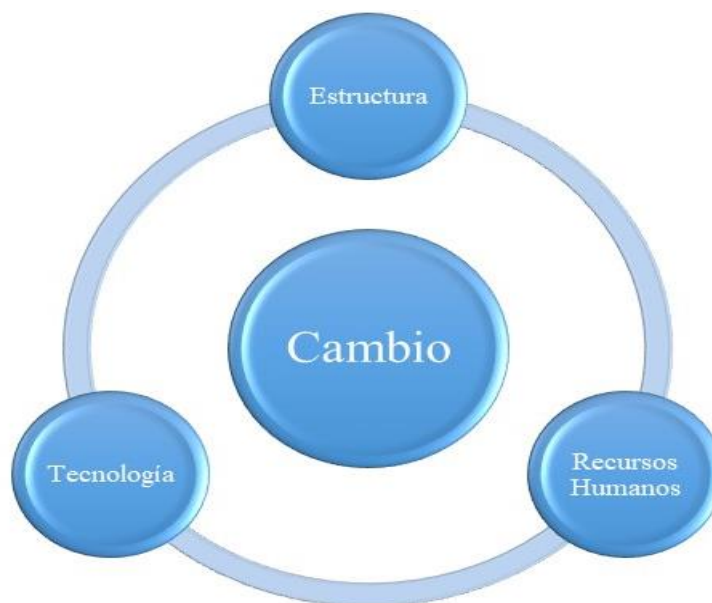 Estructura
Cambio
Tecnología
Recursos
Humanos